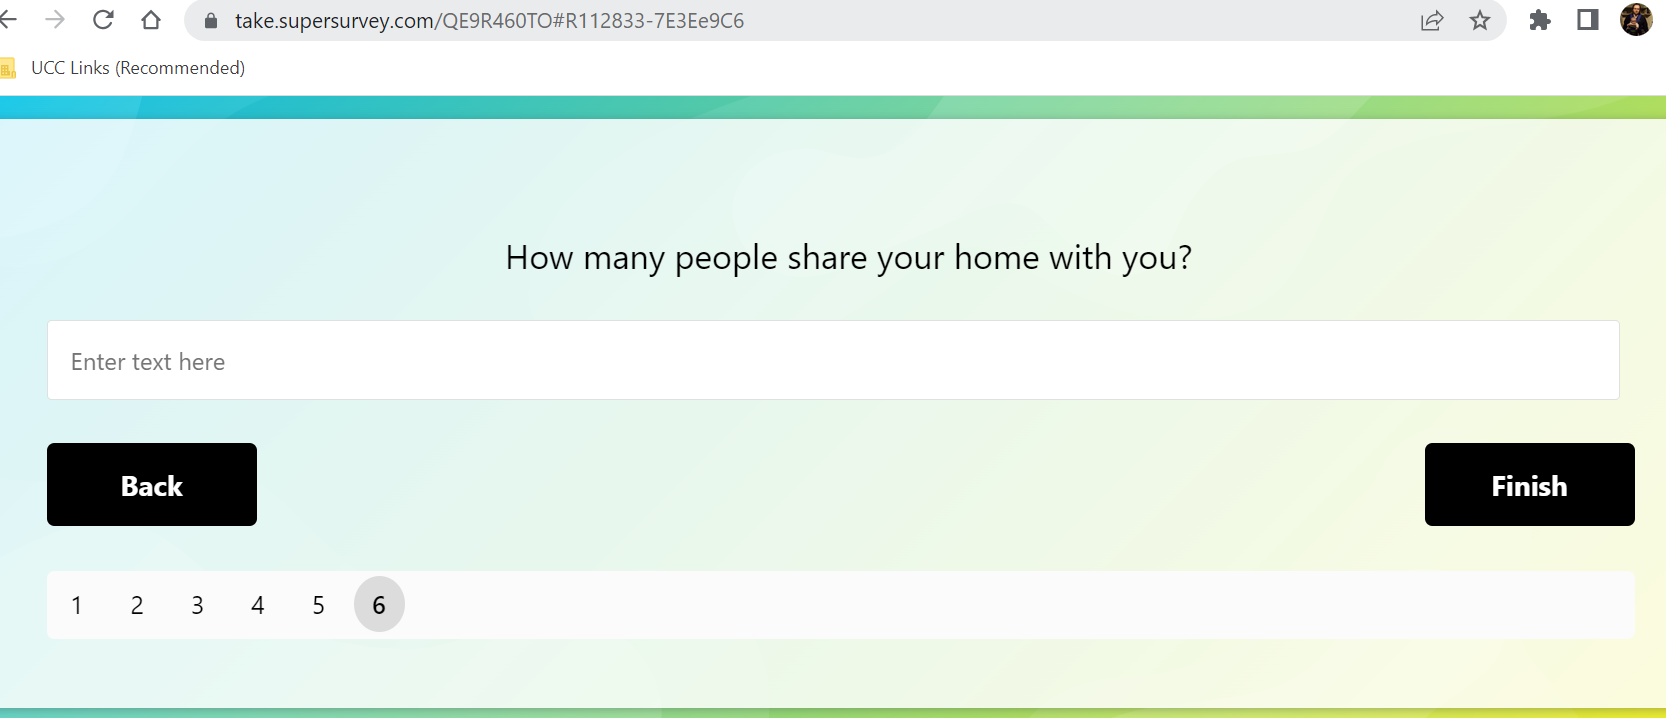 take.supersurvey.com/QE9R460TO#R112833-7E3Ee9C6
UCC Links (Recommended)
How many people share your home with you?
Enter text here
Back
Finish
1 2 3 4 5 6